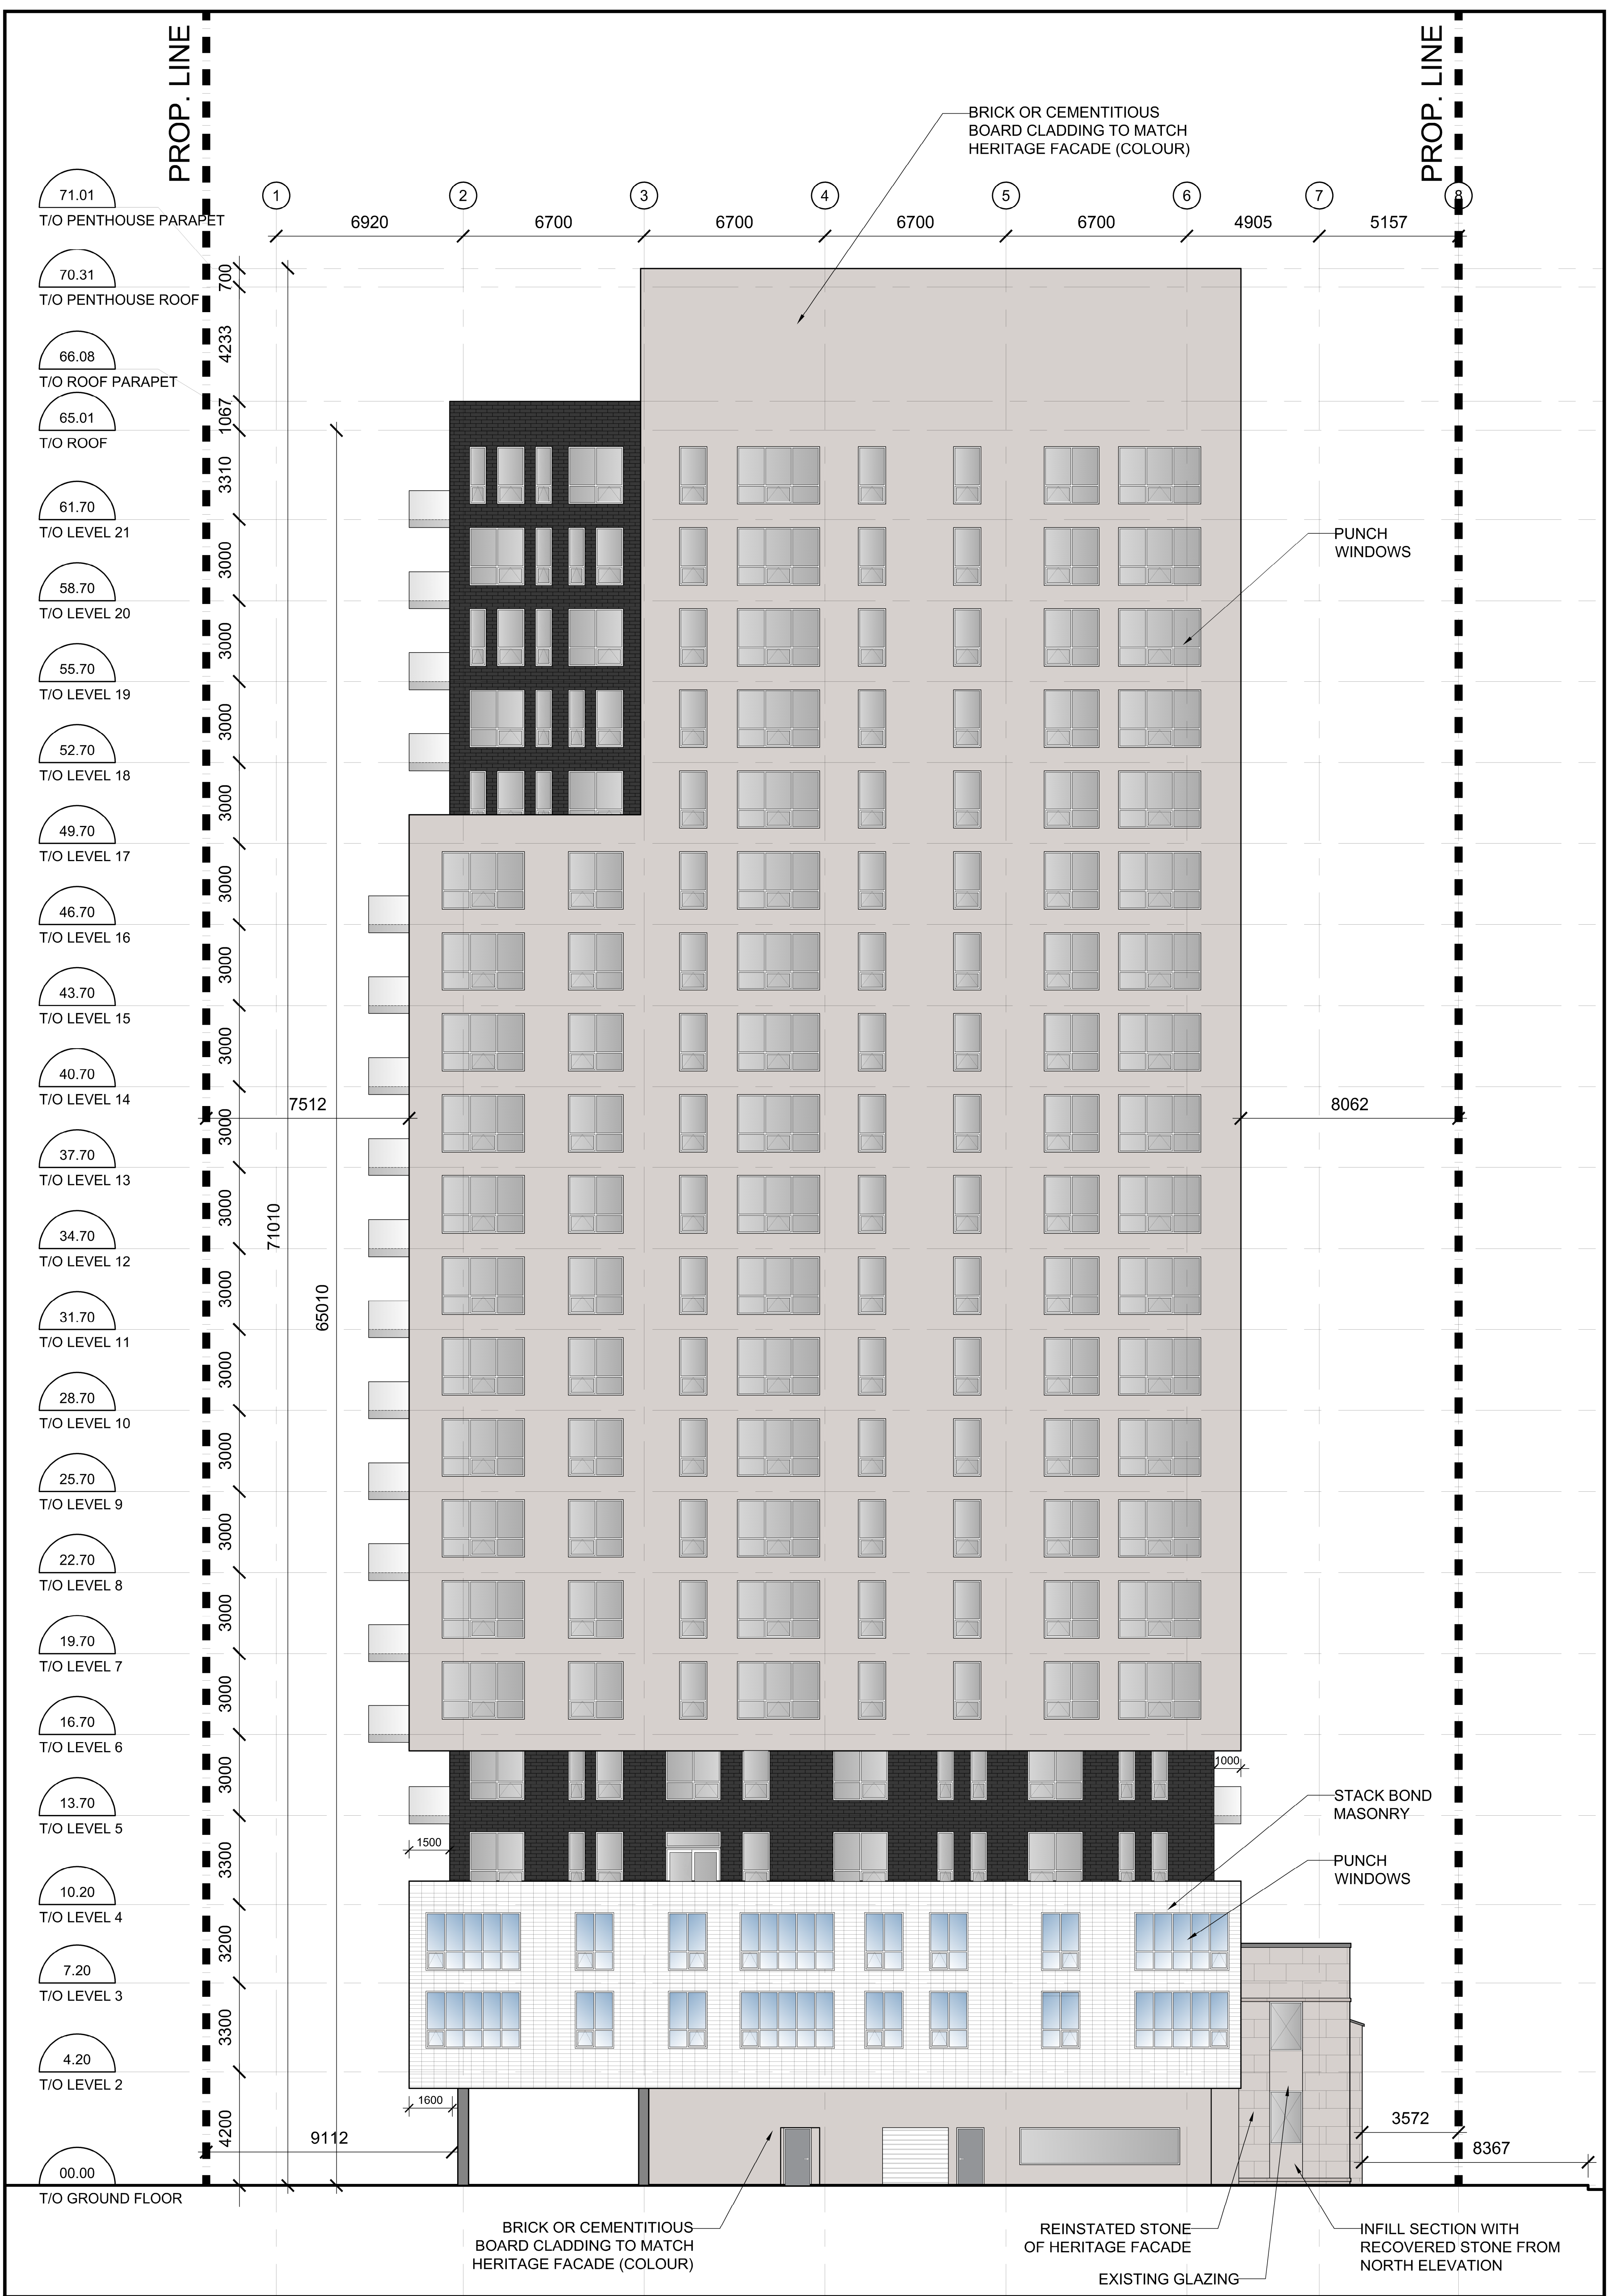 PROP. LINE
PROP. LINE
BRICK OR CEMENTITIOUS
BOARD CLADDING TO MATCH
HERITAGE FACADE (COLOUR)
1
2
3
4
5
6
7
8
6920
6700
6700
6700
6700
4905
5157
71.01
T/O PENTHOUSE PARAPET
700
70.31
T/O PENTHOUSE ROOF
4233
66.08
T/O ROOF PARAPET
1067
65.01
T/O ROOF
3310
61.70
T/O LEVEL 21
PUNCH
WINDOWS
3000
58.70
T/O LEVEL 20
3000
55.70
T/O LEVEL 19
3000
52.70
T/O LEVEL 18
3000
49.70
T/O LEVEL 17
3000
46.70
T/O LEVEL 16
3000
43.70
T/O LEVEL 15
3000
40.70
T/O LEVEL 14
7512
8062
3000
37.70
T/O LEVEL 13
3000
71010
34.70
T/O LEVEL 12
3000
65010
31.70
T/O LEVEL 11
3000
28.70
T/O LEVEL 10
3000
25.70
T/O LEVEL 9
3000
22.70
T/O LEVEL 8
3000
19.70
T/O LEVEL 7
3000
16.70
T/O LEVEL 6
3000
1000
13.70
T/O LEVEL 5
STACK BOND
MASONRY
1500
3300
PUNCH
WINDOWS
10.20
T/O LEVEL 4
3200
7.20
T/O LEVEL 3
3300
4.20
T/O LEVEL 2
1600
4200
9112
3572
8367
00.00
T/O GROUND FLOOR
BRICK OR CEMENTITIOUS
BOARD CLADDING TO MATCH
HERITAGE FACADE (COLOUR)
REINSTATED STONE
OF HERITAGE FACADE
EXISTING GLAZING
INFILL SECTION WITH
RECOVERED STONE FROM
NORTH ELEVATION